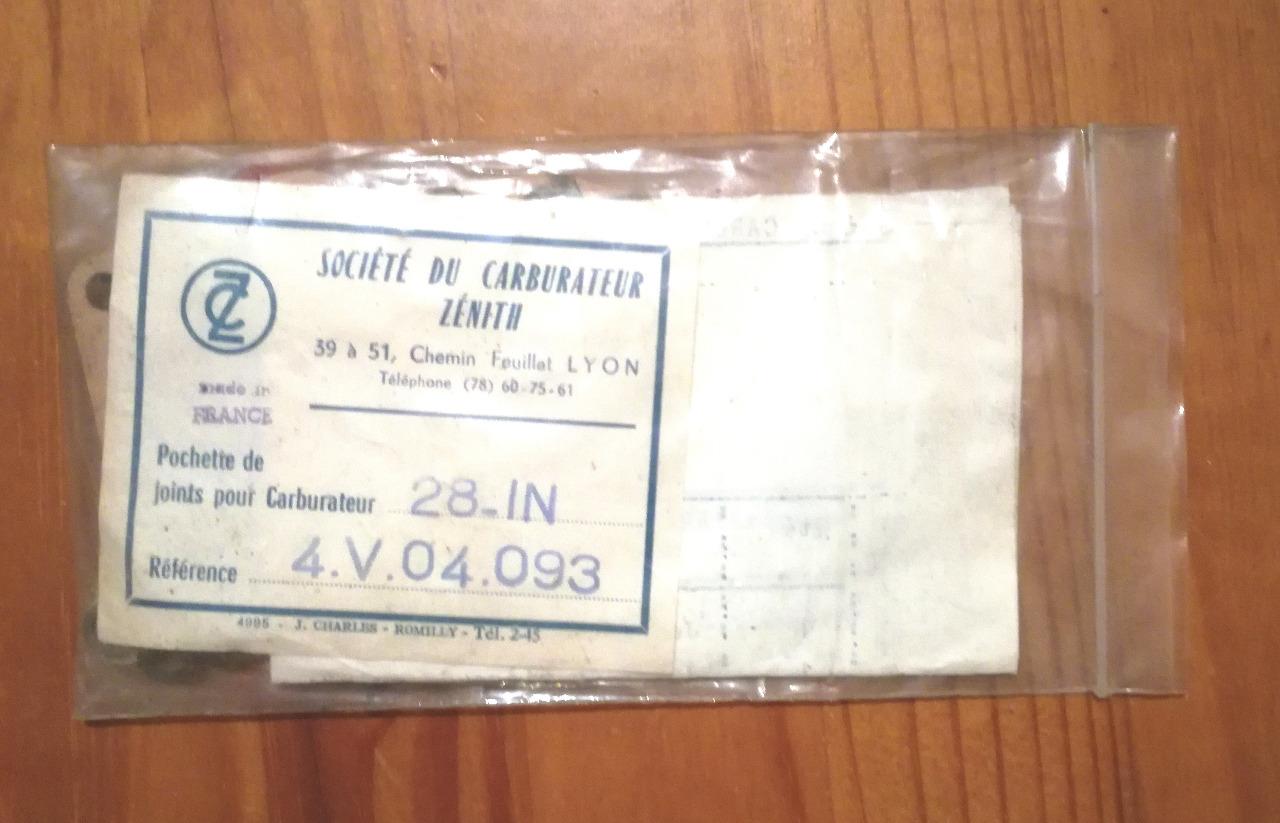 SOCIÉTÉ DU CARBURATEUR
ZÉNITH
39 à 51, Chemin Feuillat LYON
Téléphone (78) 60-75-61
made in
FRANCE
Pochette de
joints pour Carburateur 28-IN
Référence 4.V.04.093
4995 - J. CHARLES - ROMILLY - Tél. 2-45